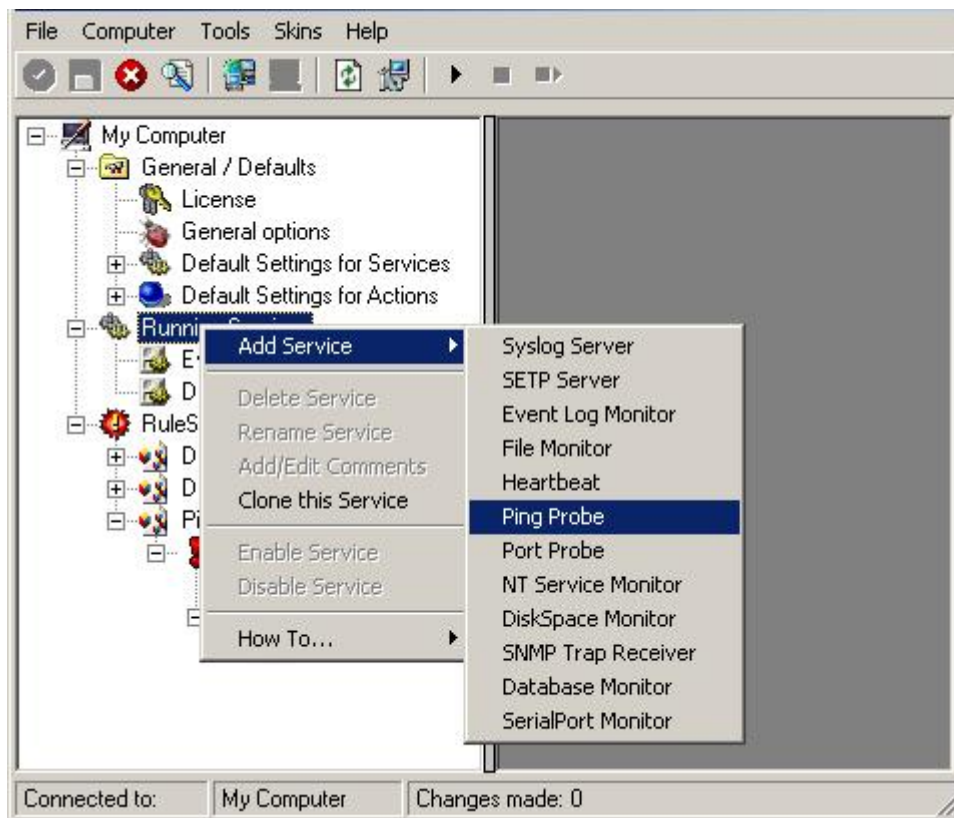 File Computer Tools Skins Help
My Computer
General / Defaults
License
General options
Default Settings for Services
Default Settings for Actions
Add Service
Delete Service
Rename Service
Add/Edit Comments
Clone this Service
Enable Service
Disable Service
How To...
Syslog Server
SETP Server
Event Log Monitor
File Monitor
Heartbeat
Ping Probe
Port Probe
NT Service Monitor
DiskSpace Monitor
SNMP Trap Receiver
Database Monitor
SerialPort Monitor
D
RuleS
D
D
Connected to: My Computer Changes made: 0